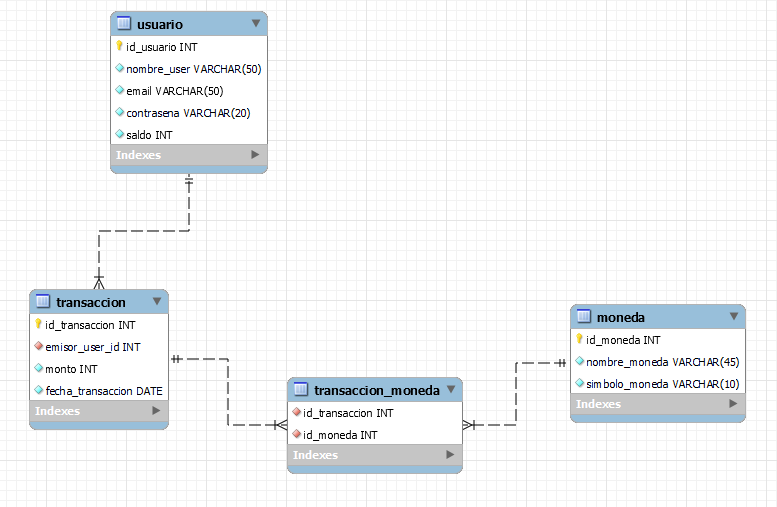 usuario
id_usuario INT
nombre_user VARCHAR(50)
email VARCHAR(50)
contrasena VARCHAR(20)
saldo INT
Indexes
transaccion
id_transaccion INT
emisor_user_id INT
monto INT
fecha_transaccion DATE
Indexes
transaccion_moneda
id_transaccion INT
id_moneda INT
Indexes
moneda
id_moneda INT
nombre_moneda VARCHAR(45)
simbolo_moneda VARCHAR(10)
Indexes